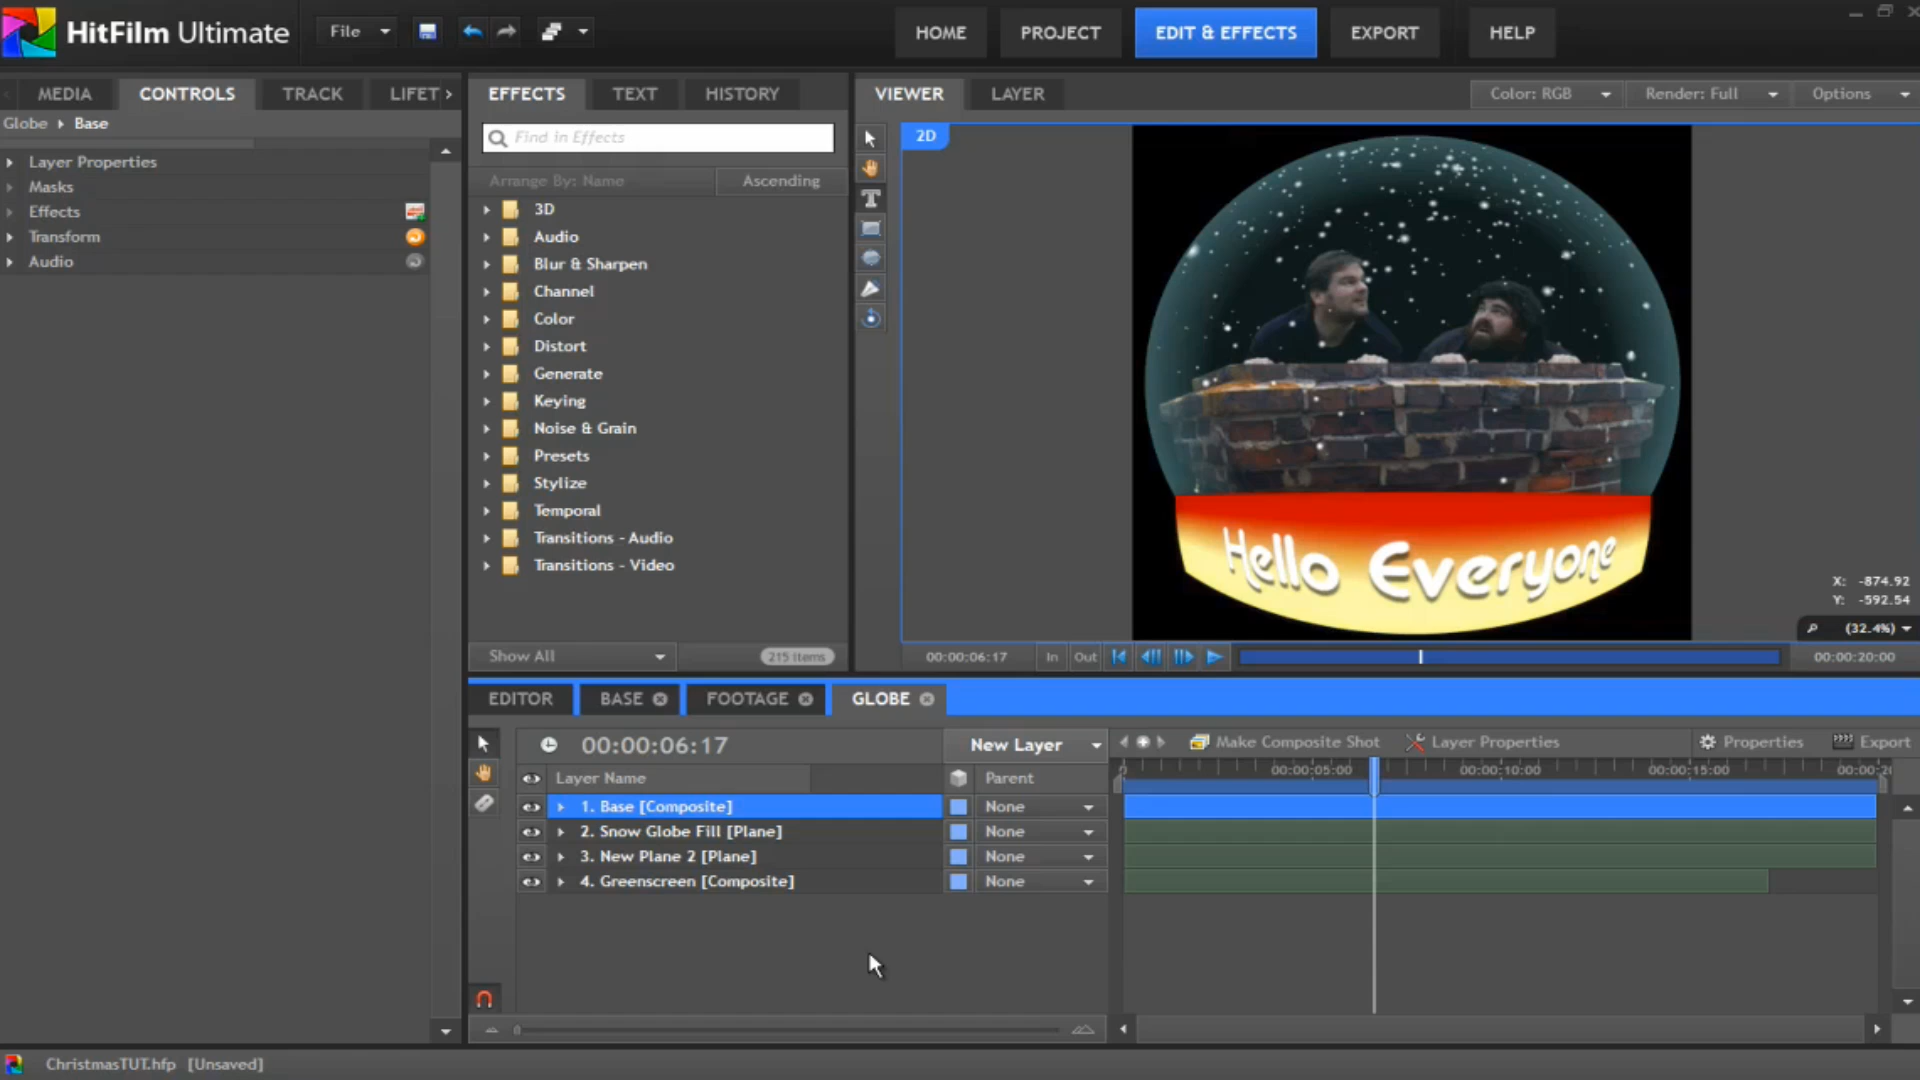 HitFilm Ultimate
File
HOME
PROJECT
EDIT & EFFECTS
EXPORT
HELP
MEDIA
CONTROLS
TRACK
LIFET
Globe
Base
Layer Properties
Masks
Effects
Transform
Audio
EFFECTS
TEXT
HISTORY
Find in Effects
Arrange By: Name
Ascending
3D
Audio
Blur & Sharpen
Channel
Color
Distort
Generate
Keying
Noise & Grain
Presets
Stylize
Temporal
Transitions - Audio
Transitions - Video
Show All
215 Items
VIEWER
LAYER
Color: RGB
Render: Full
Options
2D
Hello Everyone
X: -874.92
Y: -592.54
(32.4%)
00:00:06:17
In
Out
00:00:20:00
EDITOR
BASE
FOOTAGE
GLOBE
00:00:06:17
New Layer
Make Composite Shot
Layer Properties
Properties
Export
Layer Name
Parent
0
00:00:05:00
00:00:10:00
00:00:15:00
00:00:20
1. Base [Composite]
None
2. Snow Globe Fill [Plane]
None
3. New Plane 2 [Plane]
None
4. Greenscreen [Composite]
None
ChristmasTUT.hfp [Unsaved]